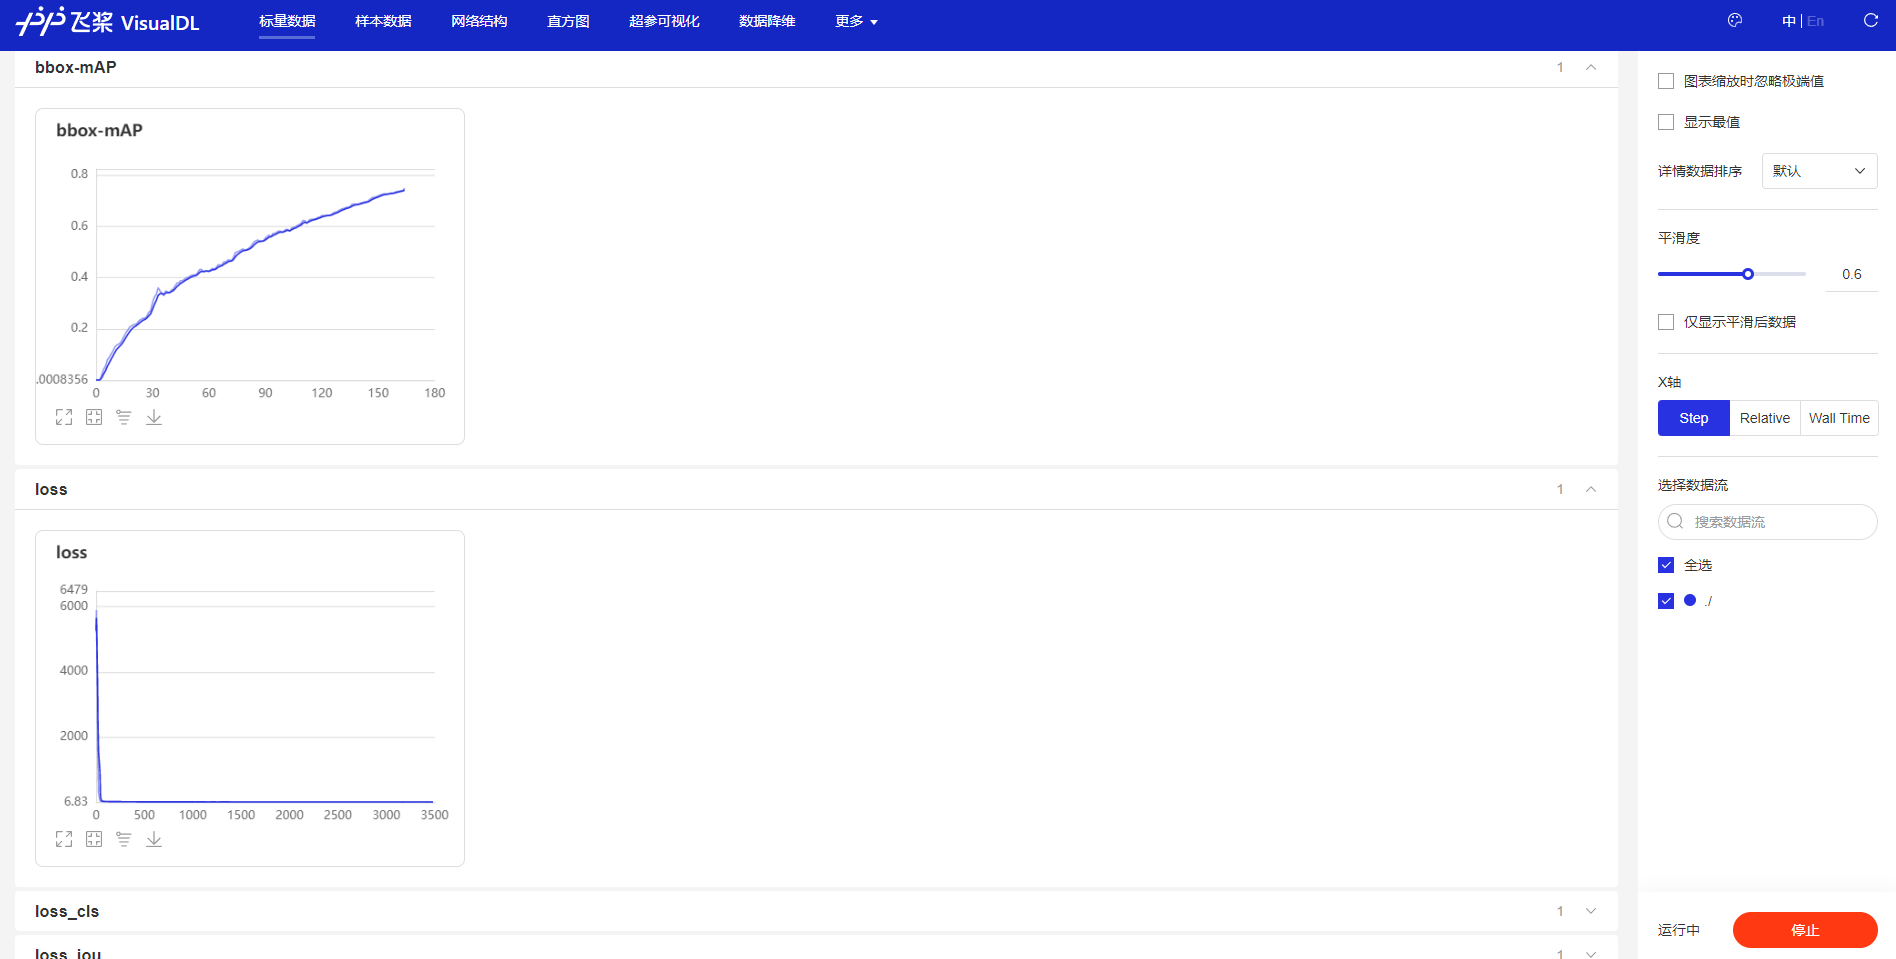 飞桨 VisualDL 标量数据 样本数据 网络结构 直方图 超参可视化 数据降维 更多 中 | En
bbox-mAP 1
bbox-mAP
0.8
0.6
0.4
0.2
.0008356
0 30 60 90 120 150 180
loss 1
loss
6479
6000
4000
2000
6.83
0 500 1000 1500 2000 2500 3000 3500
loss_cls 1
loss_iou 1
图表缩放时忽略极端值
显示最值
详情数据排序 默认
平滑度
0.6
仅显示平滑后数据
X轴
Step Relative Wall Time
选择数据流
搜索数据流
全选
./
运行中 停止